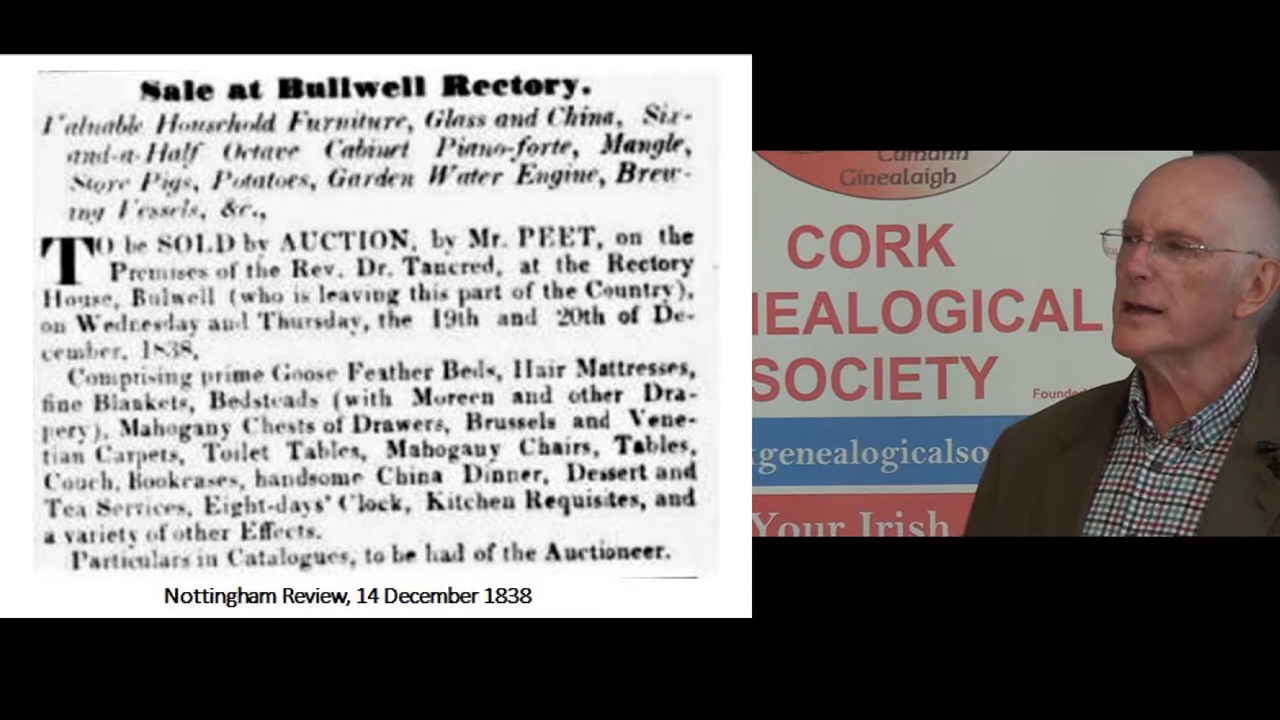 Sale at Bullwell Rectory.
Valuable Household Furniture, Glass and China, Six-
and-a-Half Octave Cabinet Piano-forte, Mangle,
Store Pigs, Potatoes, Garden Water Engine, Brew-
ing Vessels, &c.,
TO be SOLD by AUCTION, by Mr. PEET, on the
Premises of the Rev. Dr. Tancred, at the Rectory
House, Bulwell (who is leaving this part of the Country),
on Wednesday and Thursday, the 19th and 20th of De-
cember, 1838,
Comprising prime Goose Feather Beds, Hair Mattresses,
fine Blankets, Bedsteads (with Moreen and other Dra-
pery), Mahogany Chests of Drawers, Brussels and Vene-
tian Carpets, Toilet Tables, Mahogany Chairs, Tables,
Couch, Bookcases, handsome China Dinner, Dessert and
Tea Services, Eight-days' Clock, Kitchen Requisites, and
a variety of other Effects.
Particulars in Catalogues, to be had of the Auctioneer.
Nottingham Review, 14 December 1838
Cumann
Ginealaigh
CORK
NEALOGICAL
SOCIETY
Founded
kgenealogicalso
Your Irish